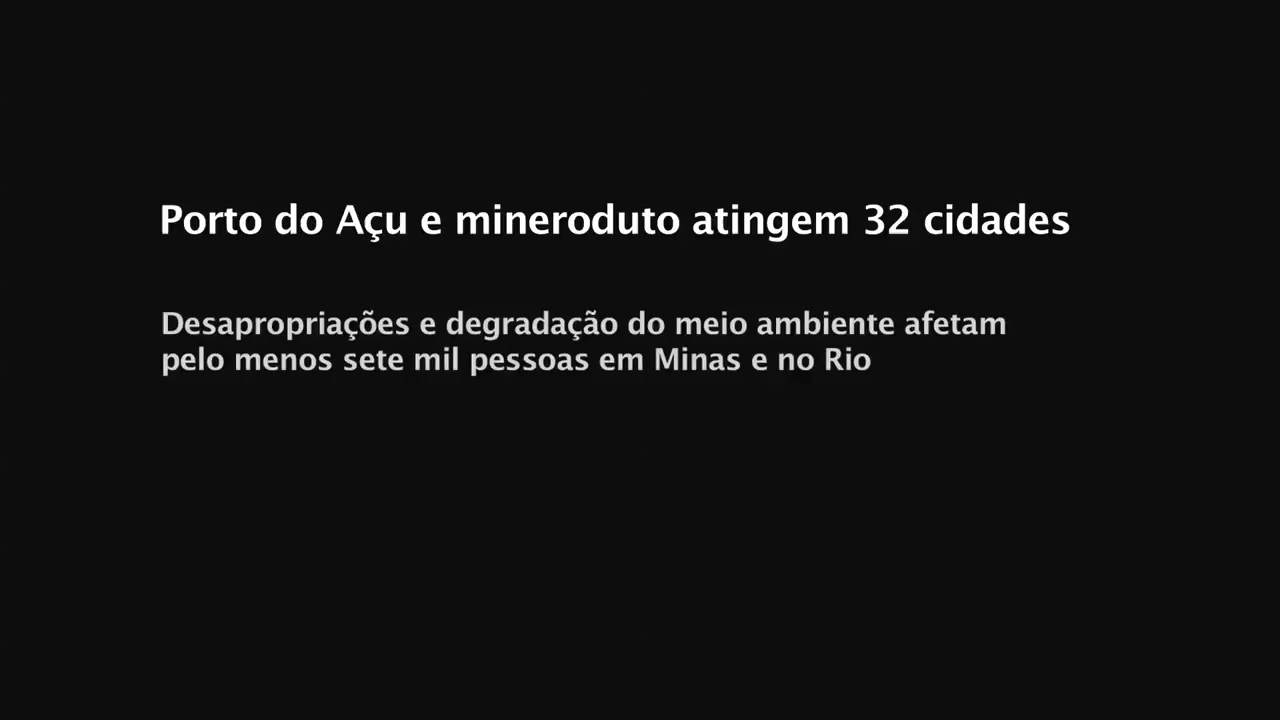 Porto do Açu e mineroduto atingem 32 cidades
Desapropriações e degradação do meio ambiente afetam
pelo menos sete mil pessoas em Minas e no Rio